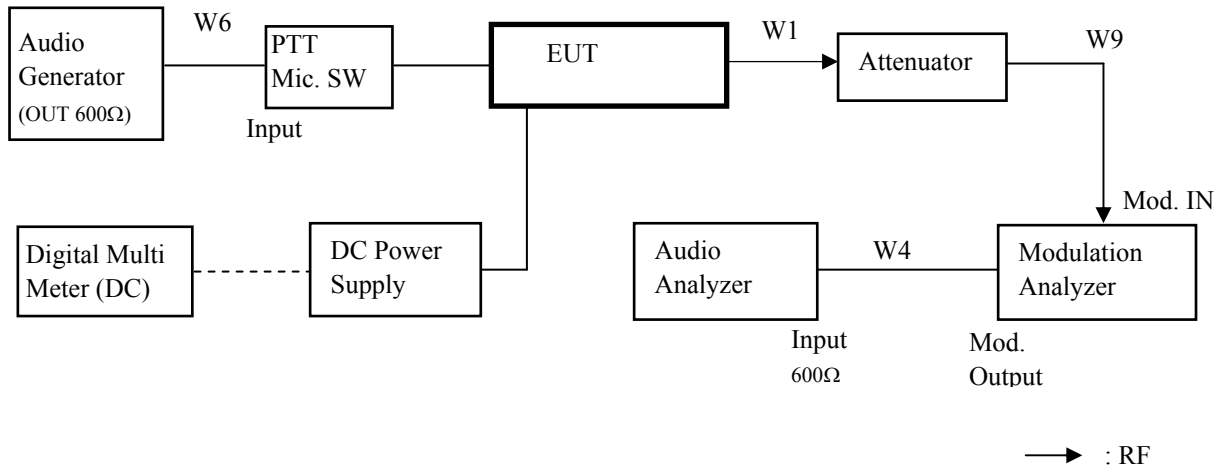 Audio
Generator
(OUT 600Ω)
W6
PTT
Mic. SW
Input
EUT
W1
Attenuator
W9
Mod. IN
Digital Multi
Meter (DC)
DC Power
Supply
Audio
Analyzer
W4
Modulation
Analyzer
Input
600Ω
Mod.
Output
: RF